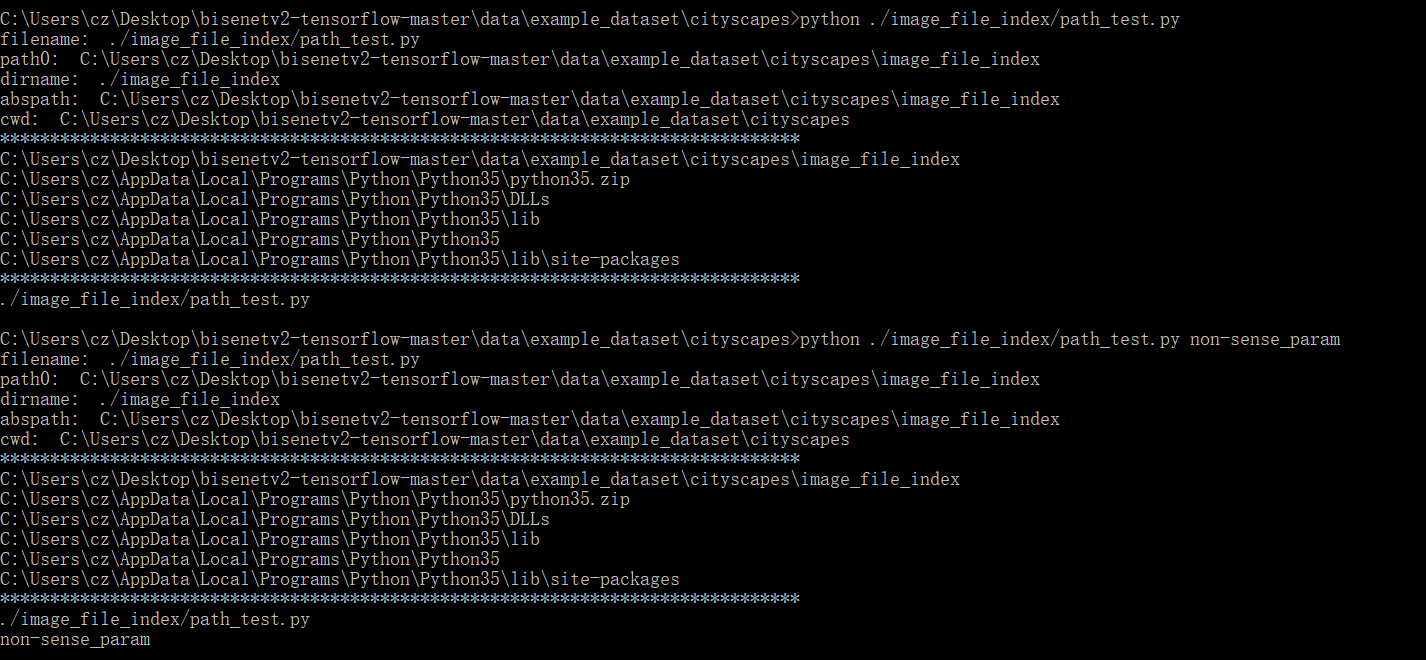 C:\Users\cz\Desktop\bisenetv2-tensorflow-master\data\example_dataset\cityscapes>python ./image_file_index/path_test.py
filename:  ./image_file_index/path_test.py
path0:  C:\Users\cz\Desktop\bisenetv2-tensorflow-master\data\example_dataset\cityscapes\image_file_index
dirname:  ./image_file_index
abspath:  C:\Users\cz\Desktop\bisenetv2-tensorflow-master\data\example_dataset\cityscapes\image_file_index
cwd:  C:\Users\cz\Desktop\bisenetv2-tensorflow-master\data\example_dataset\cityscapes
********************************************************************************
C:\Users\cz\Desktop\bisenetv2-tensorflow-master\data\example_dataset\cityscapes\image_file_index
C:\Users\cz\AppData\Local\Programs\Python\Python35\python35.zip
C:\Users\cz\AppData\Local\Programs\Python\Python35\DLLs
C:\Users\cz\AppData\Local\Programs\Python\Python35\lib
C:\Users\cz\AppData\Local\Programs\Python\Python35
C:\Users\cz\AppData\Local\Programs\Python\Python35\lib\site-packages
********************************************************************************
./image_file_index/path_test.py
C:\Users\cz\Desktop\bisenetv2-tensorflow-master\data\example_dataset\cityscapes>python ./image_file_index/path_test.py non-sense_param
filename:  ./image_file_index/path_test.py
path0:  C:\Users\cz\Desktop\bisenetv2-tensorflow-master\data\example_dataset\cityscapes\image_file_index
dirname:  ./image_file_index
abspath:  C:\Users\cz\Desktop\bisenetv2-tensorflow-master\data\example_dataset\cityscapes\image_file_index
cwd:  C:\Users\cz\Desktop\bisenetv2-tensorflow-master\data\example_dataset\cityscapes
********************************************************************************
C:\Users\cz\Desktop\bisenetv2-tensorflow-master\data\example_dataset\cityscapes\image_file_index
C:\Users\cz\AppData\Local\Programs\Python\Python35\python35.zip
C:\Users\cz\AppData\Local\Programs\Python\Python35\DLLs
C:\Users\cz\AppData\Local\Programs\Python\Python35\lib
C:\Users\cz\AppData\Local\Programs\Python\Python35
C:\Users\cz\AppData\Local\Programs\Python\Python35\lib\site-packages
********************************************************************************
./image_file_index/path_test.py
non-sense_param